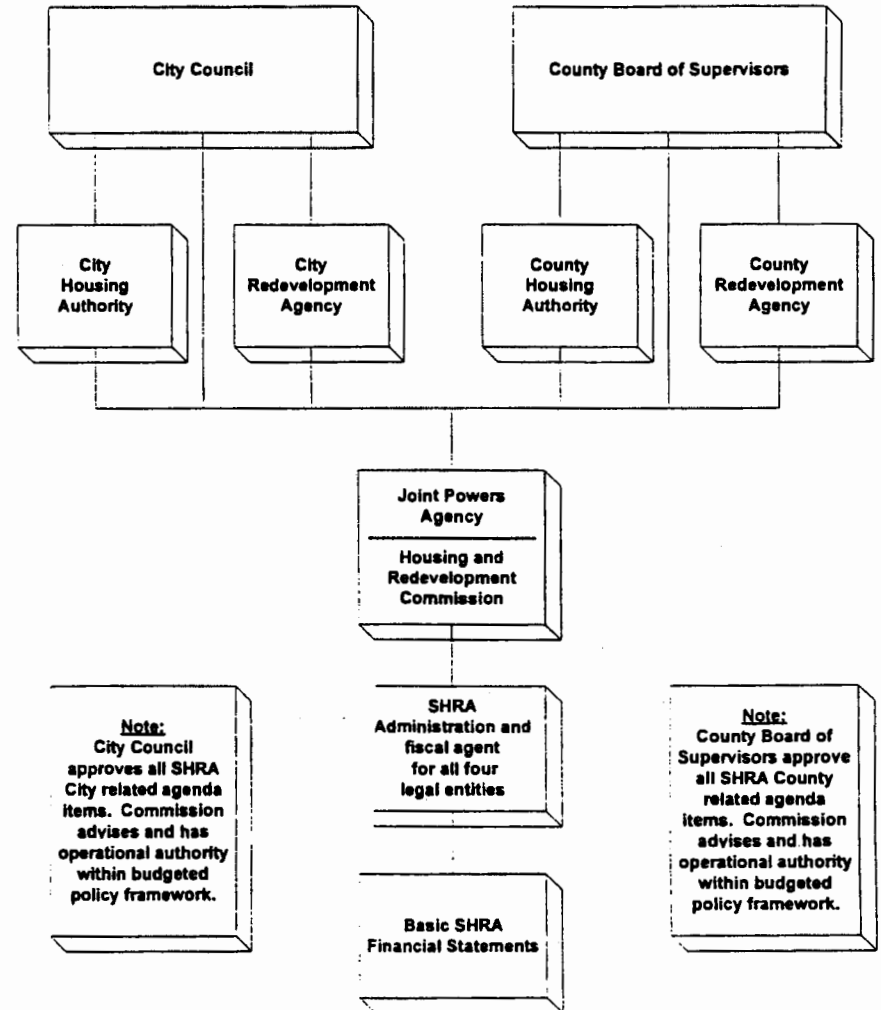 City Council
County Board of Supervisors
City
Housing
Authority
City
Redevelopment
Agency
County
Housing
Authority
County
Redevelopment
Agency
Joint Powers
Agency
Housing and
Redevelopment
Commission
Note:
City Council
approves all SHRA
City related agenda
items. Commission
advises and has
operational authority
within budgeted
policy framework.
SHRA
Administration and
fiscal agent
for all four
legal entities
Note:
County Board of
Supervisors approve
all SHRA County
related agenda
items. Commission
advises and has
operational authority
within budgeted
policy framework.
Basic SHRA
Financial Statements